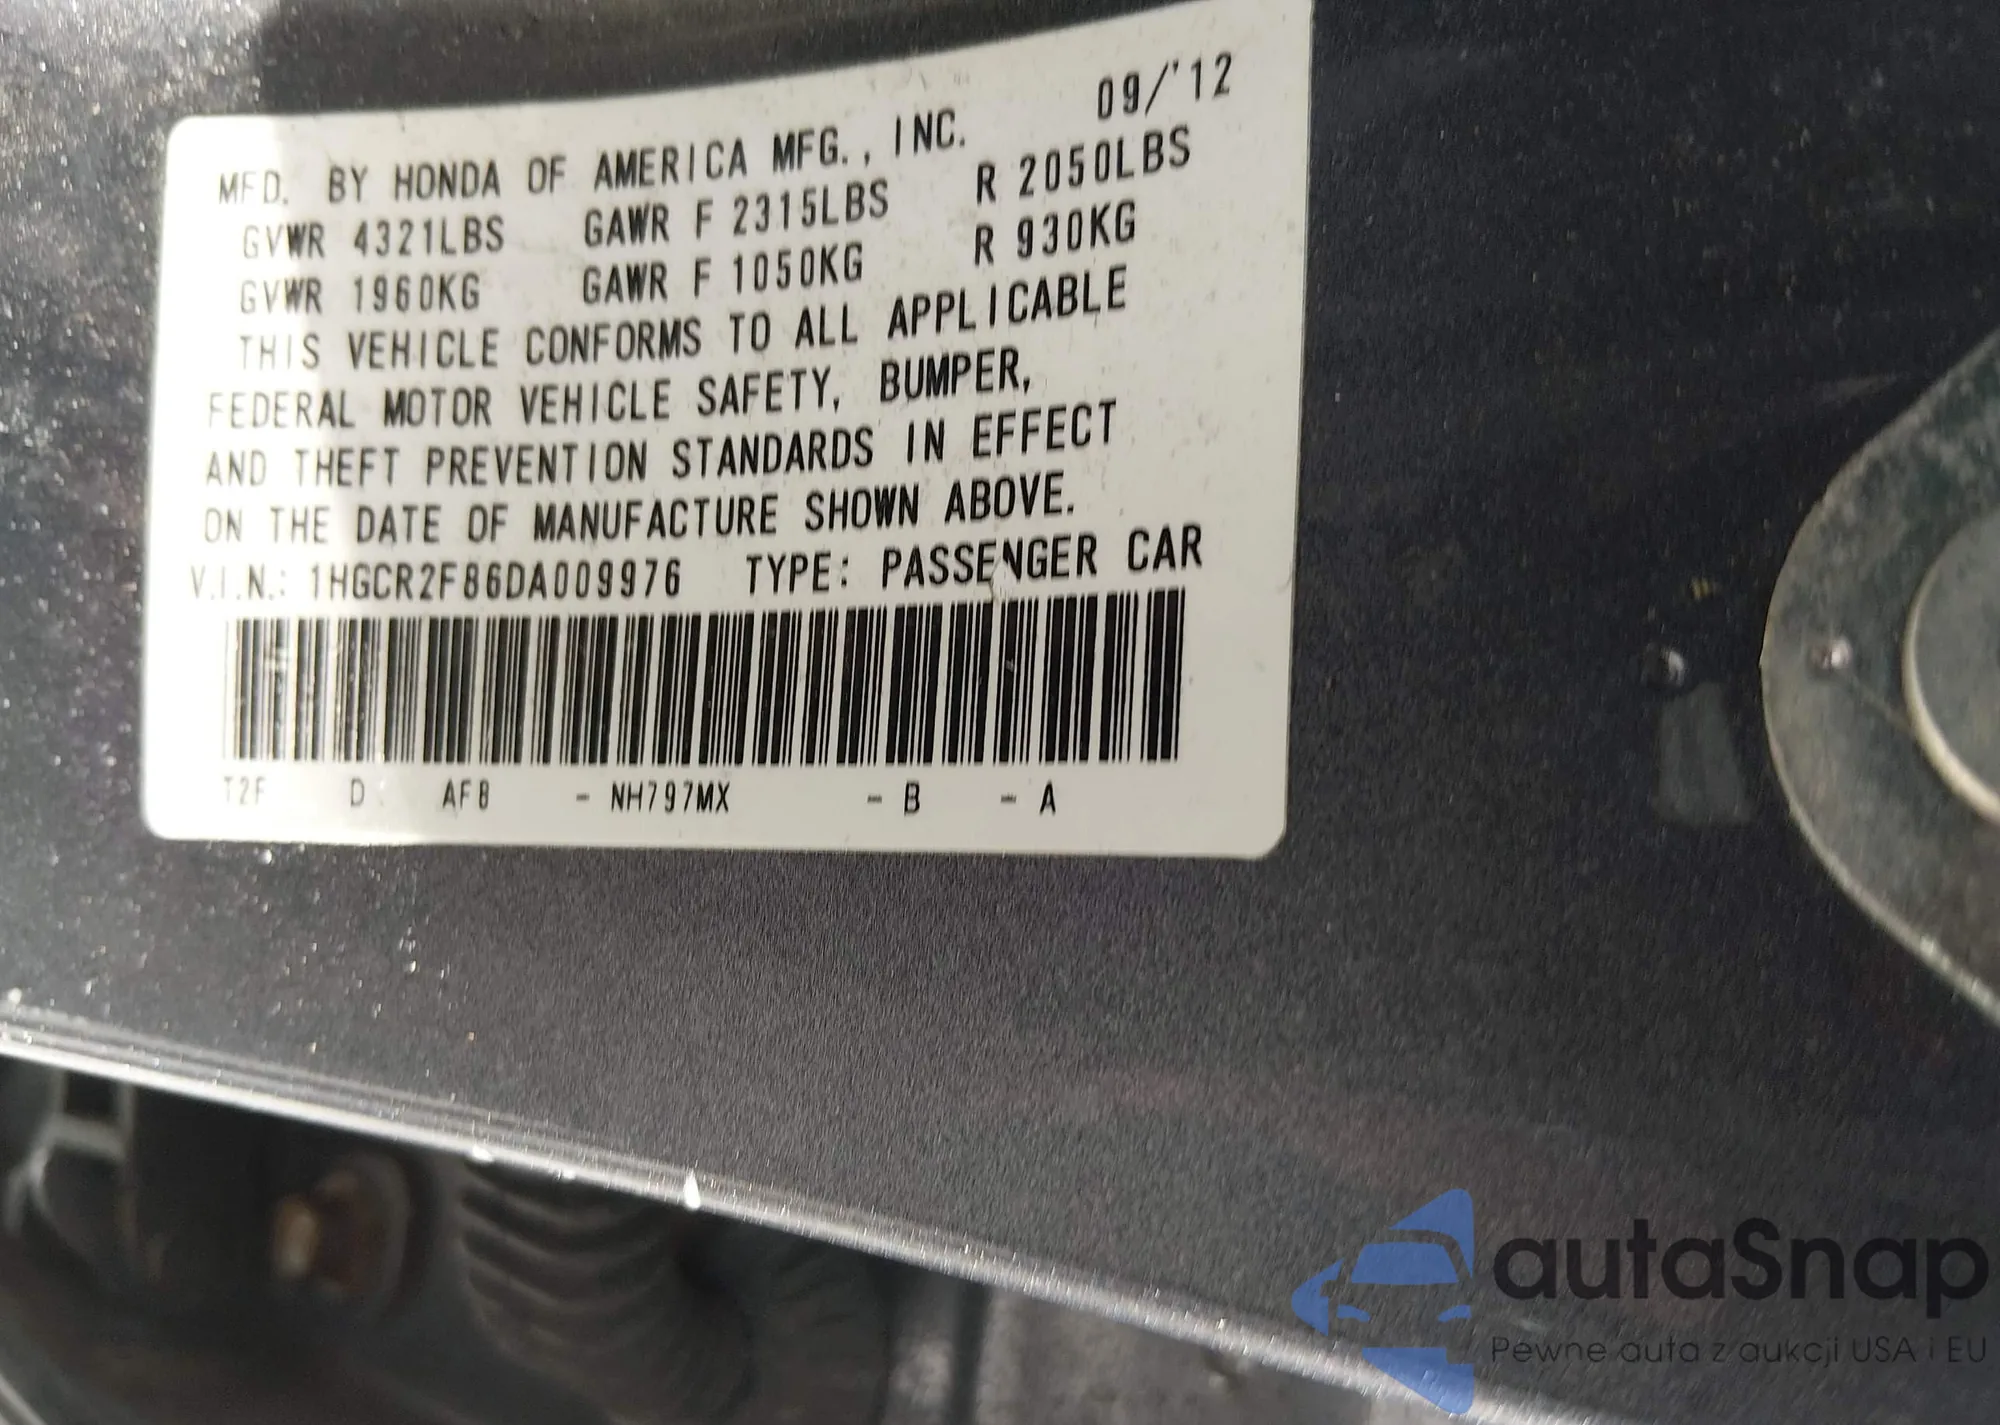 09/'12
MFD. BY HONDA OF AMERICA MFG., INC.
GVWR 4321LBS GAWR F 2315LBS R 2050LBS
GVWR 1960KG GAWR F 1050KG R 930KG
THIS VEHICLE CONFORMS TO ALL APPLICABLE
FEDERAL MOTOR VEHICLE SAFETY, BUMPER,
AND THEFT PREVENTION STANDARDS IN EFFECT
ON THE DATE OF MANUFACTURE SHOWN ABOVE.
V.I.N.: 1HGCR2F86DA009976 TYPE: PASSENGER CAR
T2F D AF8 - NH797MX - B - A
autaSnap
Pewne auta z aukcji USA i EU